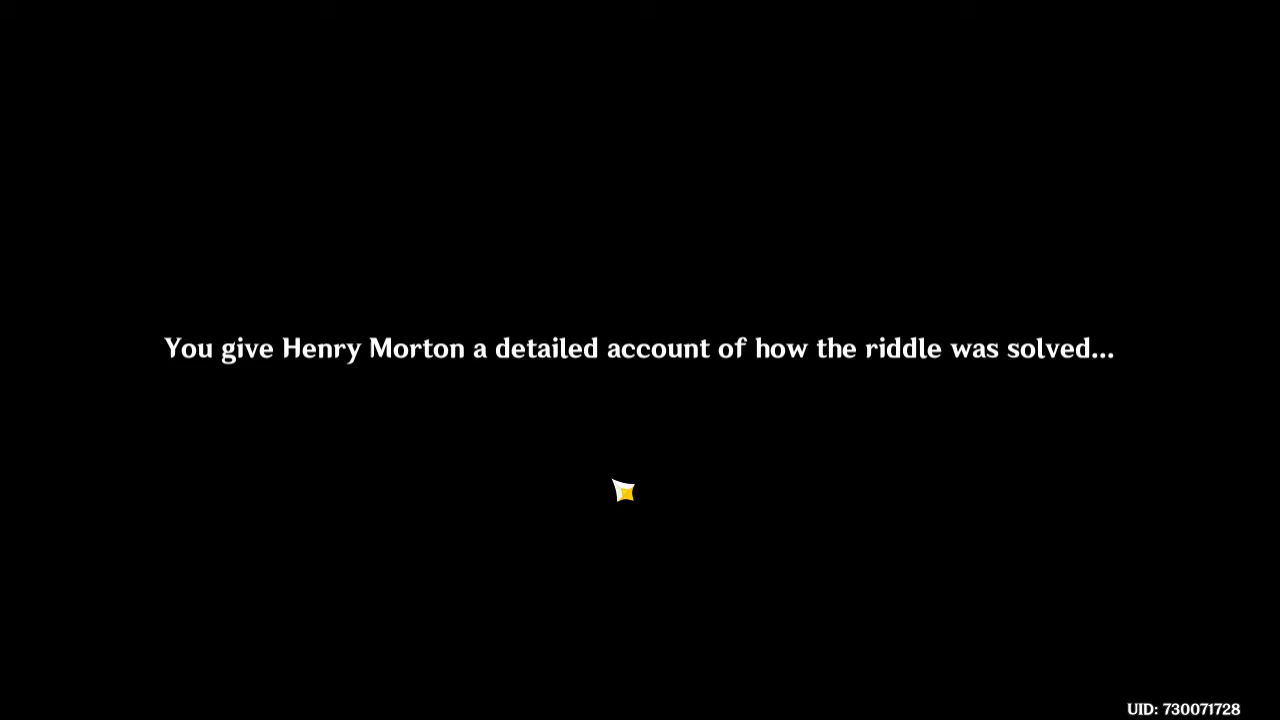 You give Henry Morton a detailed account of how the riddle was solved...
UID: 730071728